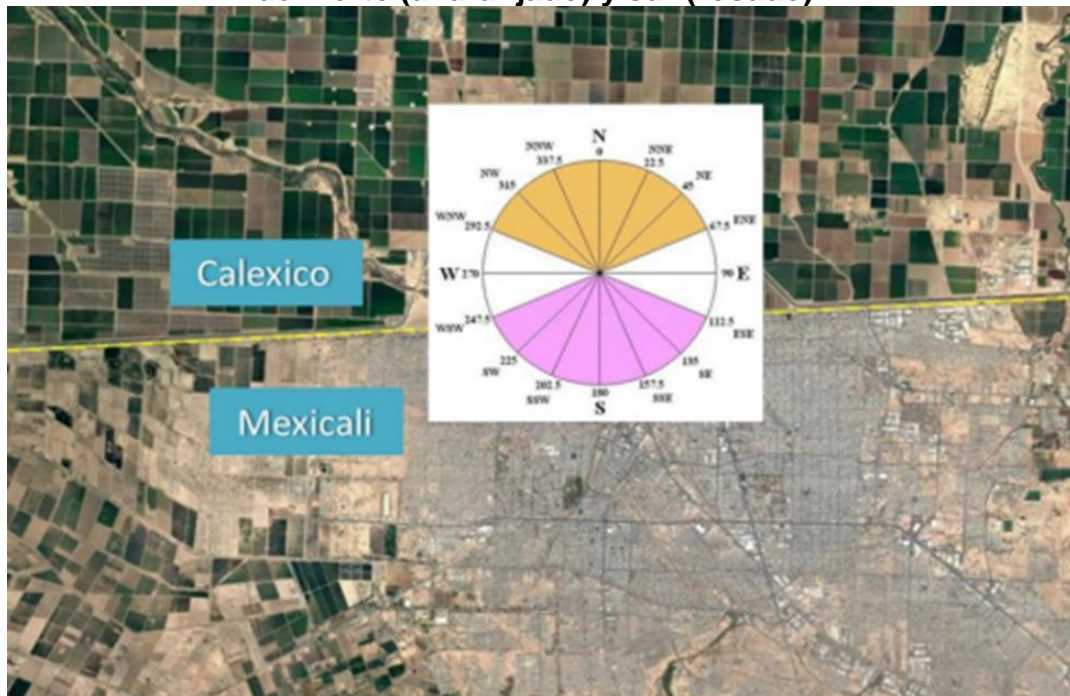 N
0
NNW
337.5
NNE
22.5
NW
315
NE
45
WNW
292.5
67.5 ENE
Calexico
W 270
90 E
247.5
WSW
112.5
ESE
225
SW
135
SE
Mexicali
202.5
SSW
180
S
157.5
SSE